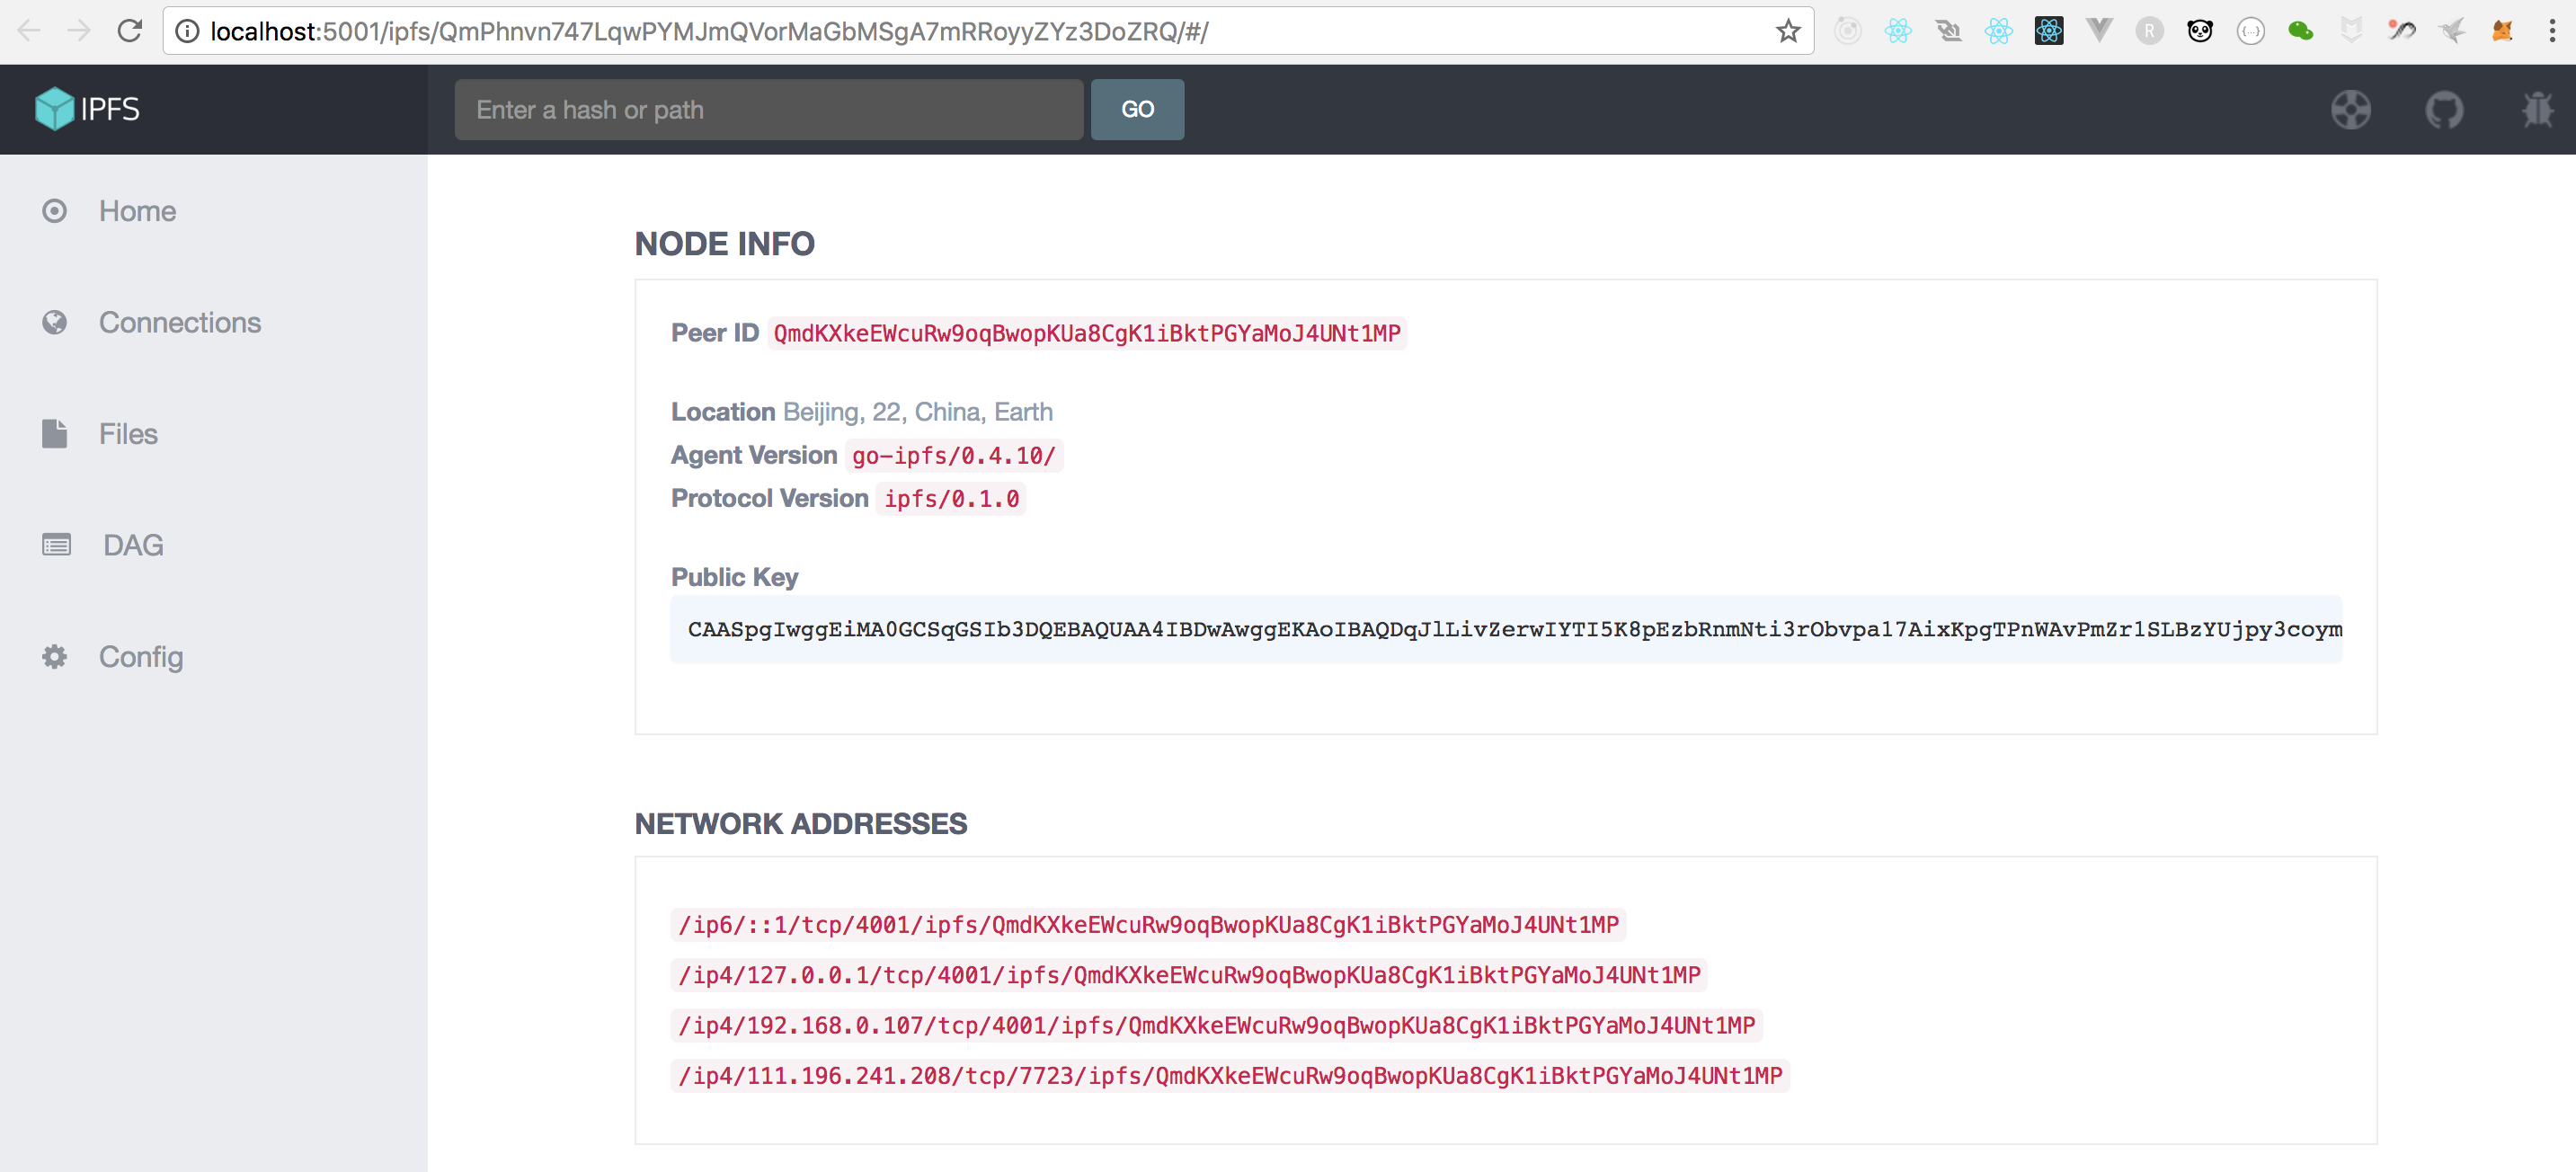 localhost:5001/ipfs/QmPhnvn747LqwPYMJmQVorMaGbMSgA7mRRoyyZYz3DoZRQ/#/
IPFS
Enter a hash or path
GO
Home
Connections
Files
DAG
Config
NODE INFO
Peer ID QmdKXkeEWcuRw9oqBwopKUa8CgK1iBktPGYaMoJ4UNt1MP
Location Beijing, 22, China, Earth
Agent Version go-ipfs/0.4.10/
Protocol Version ipfs/0.1.0
Public Key
CAASpgIwggEiMA0GCSqGSIb3DQEBAQUAA4IBDwAwggEKAoIBAQDqJlLivZerwIYTI5K8pEzbRnmNti3rObvpa17AixKpgTPnWAvPmZr1SLBzYUjpy3coym
NETWORK ADDRESSES
/ip6/::1/tcp/4001/ipfs/QmdKXkeEWcuRw9oqBwopKUa8CgK1iBktPGYaMoJ4UNt1MP
/ip4/127.0.0.1/tcp/4001/ipfs/QmdKXkeEWcuRw9oqBwopKUa8CgK1iBktPGYaMoJ4UNt1MP
/ip4/192.168.0.107/tcp/4001/ipfs/QmdKXkeEWcuRw9oqBwopKUa8CgK1iBktPGYaMoJ4UNt1MP
/ip4/111.196.241.208/tcp/7723/ipfs/QmdKXkeEWcuRw9oqBwopKUa8CgK1iBktPGYaMoJ4UNt1MP